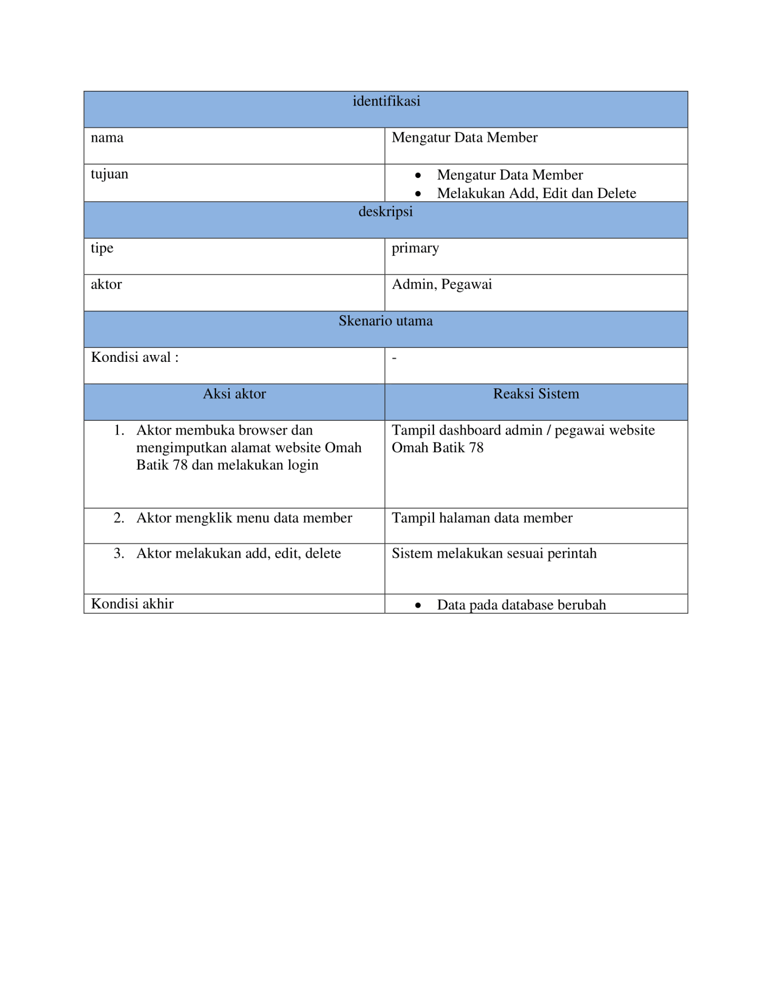 identifikasi
nama
Mengatur Data Member
tujuan
• Mengatur Data Member
• Melakukan Add, Edit dan Delete
deskripsi
tipe
primary
aktor
Admin, Pegawai
Skenario utama
Kondisi awal :
-
Aksi aktor
Reaksi Sistem
1. Aktor membuka browser dan
mengimputkan alamat website Omah
Batik 78 dan melakukan login
Tampil dashboard admin / pegawai website
Omah Batik 78
2. Aktor mengklik menu data member
Tampil halaman data member
3. Aktor melakukan add, edit, delete
Sistem melakukan sesuai perintah
Kondisi akhir
• Data pada database berubah